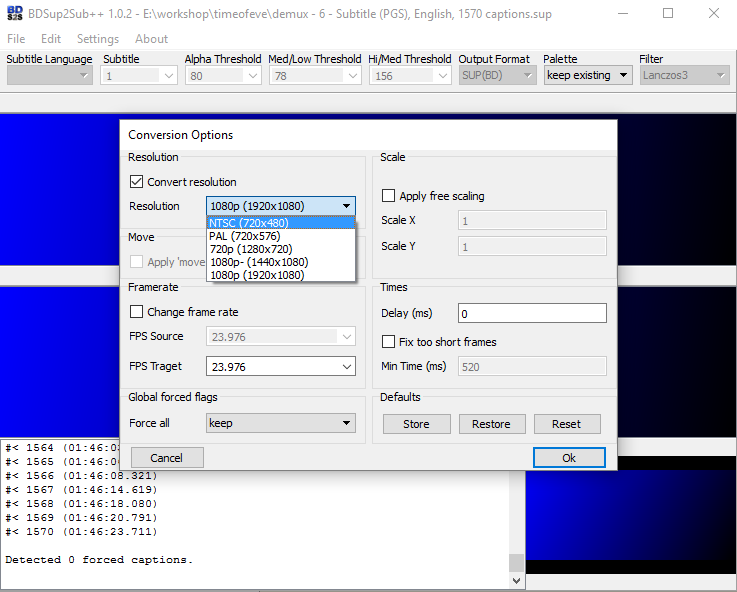 BDSup2Sub++ 1.0.2 - E:\workshop\timeofeve\demux - 6 - Subtitle (PGS), English, 1570 captions.sup
File Edit Settings About
Subtitle Language Subtitle Alpha Threshold Med/Low Threshold Hi/Med Threshold Output Format Palette Filter
1 80 78 156 SUP(BD) keep existing Lanczos3
Conversion Options
Resolution
Convert resolution
Resolution 1080p (1920x1080)
NTSC (720x480)
PAL (720x576)
720p (1280x720)
1080p- (1440x1080)
1080p (1920x1080)
Move
Apply 'move
Framerate
Change frame rate
FPS Source 23.976
FPS Traget 23.976
Global forced flags
Force all keep
Cancel
Scale
Apply free scaling
Scale X 1
Scale Y 1
Times
Delay (ms) 0
Fix too short frames
Min Time (ms) 520
Defaults
Store Restore Reset
Ok
#< 1564 (01:46:03
#< 1565 (01:46:0
#< 1566 (01:46:08.321)
#< 1567 (01:46:14.619)
#< 1568 (01:46:18.080)
#< 1569 (01:46:20.791)
#< 1570 (01:46:23.711)
Detected 0 forced captions.